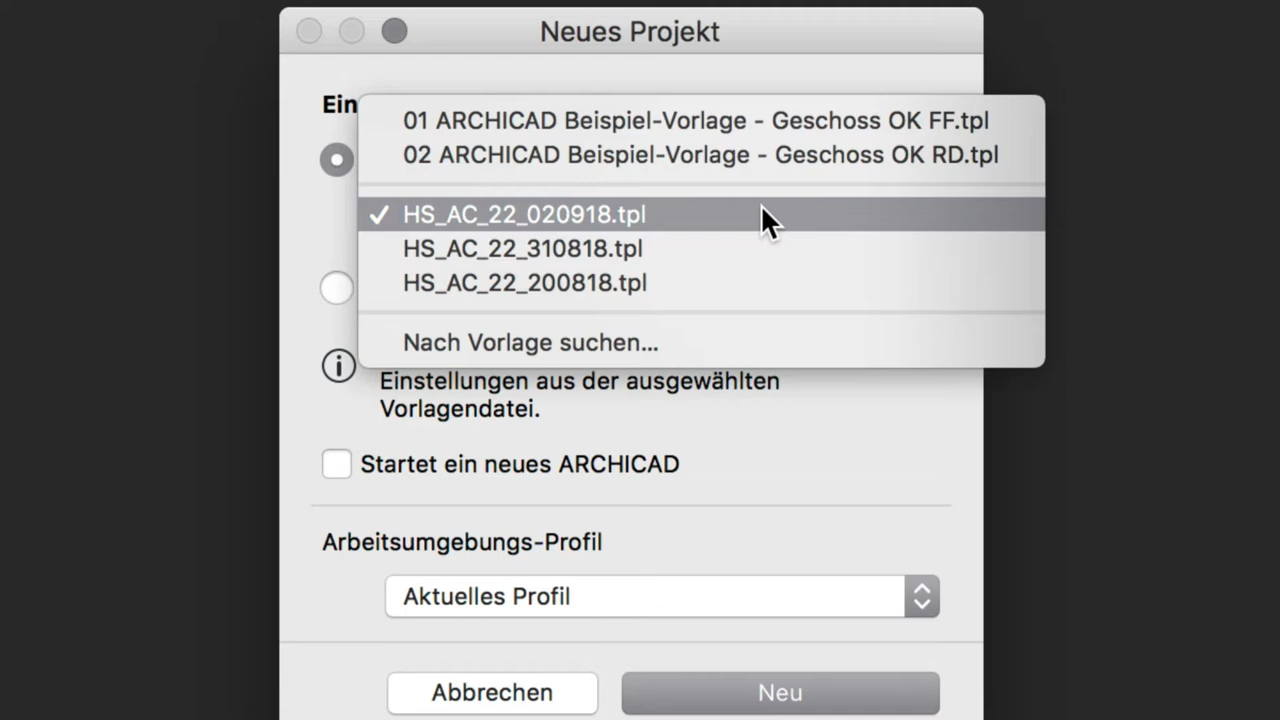 Neues Projekt
Ein
01 ARCHICAD Beispiel-Vorlage - Geschoss OK FF.tpl
02 ARCHICAD Beispiel-Vorlage - Geschoss OK RD.tpl
HS_AC_22_020918.tpl
HS_AC_22_310818.tpl
HS_AC_22_200818.tpl
Nach Vorlage suchen...
Einstellungen aus der ausgewählten
Vorlagendatei.
Startet ein neues ARCHICAD
Arbeitsumgebungs-Profil
Aktuelles Profil
Abbrechen
Neu